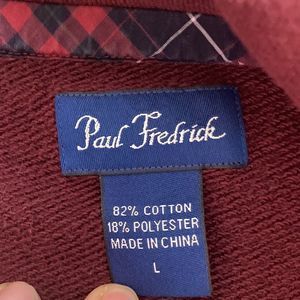 Paul Fredrick
82% COTTON
18% POLYESTER
MADE IN CHINA
L